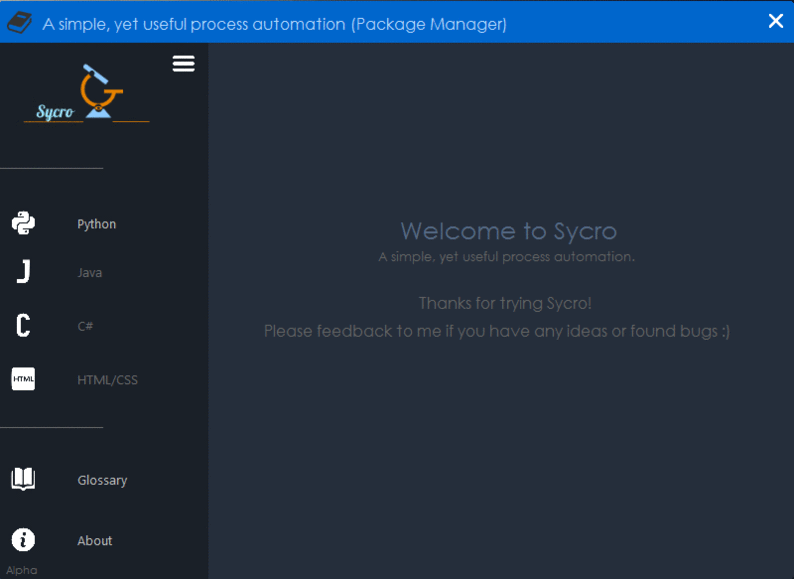 A simple, yet useful process automation (Package Manager)
Sycro
Python
Java
C#
HTML
HTML/CSS
Glossary
About
Alpha
Welcome to Sycro
A simple, yet useful process automation.
Thanks for trying Sycro!
Please feedback to me if you have any ideas or found bugs :)